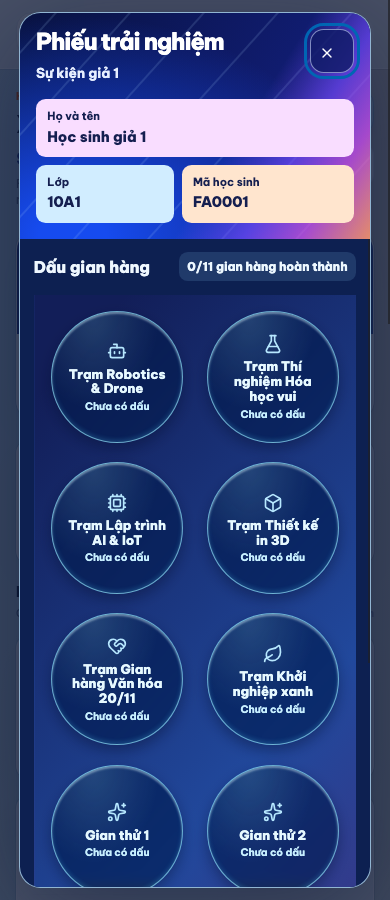 Phiếu trải nghiệm
Sự kiện giả 1
Họ và tên
Học sinh giả 1
Lớp
10A1
Mã học sinh
FA0001
Dấu gian hàng
0/11 gian hàng hoàn thành
Trạm Robotics
& Drone
Chưa có dấu
Trạm Thí
nghiệm Hóa
học vui
Chưa có dấu
Trạm Lập trình
AI & IoT
Chưa có dấu
Trạm Thiết kế
in 3D
Chưa có dấu
Trạm Gian
hàng Văn hóa
20/11
Chưa có dấu
Trạm Khởi
nghiệp xanh
Chưa có dấu
Gian thử 1
Chưa có dấu
Gian thử 2
Chưa có dấu